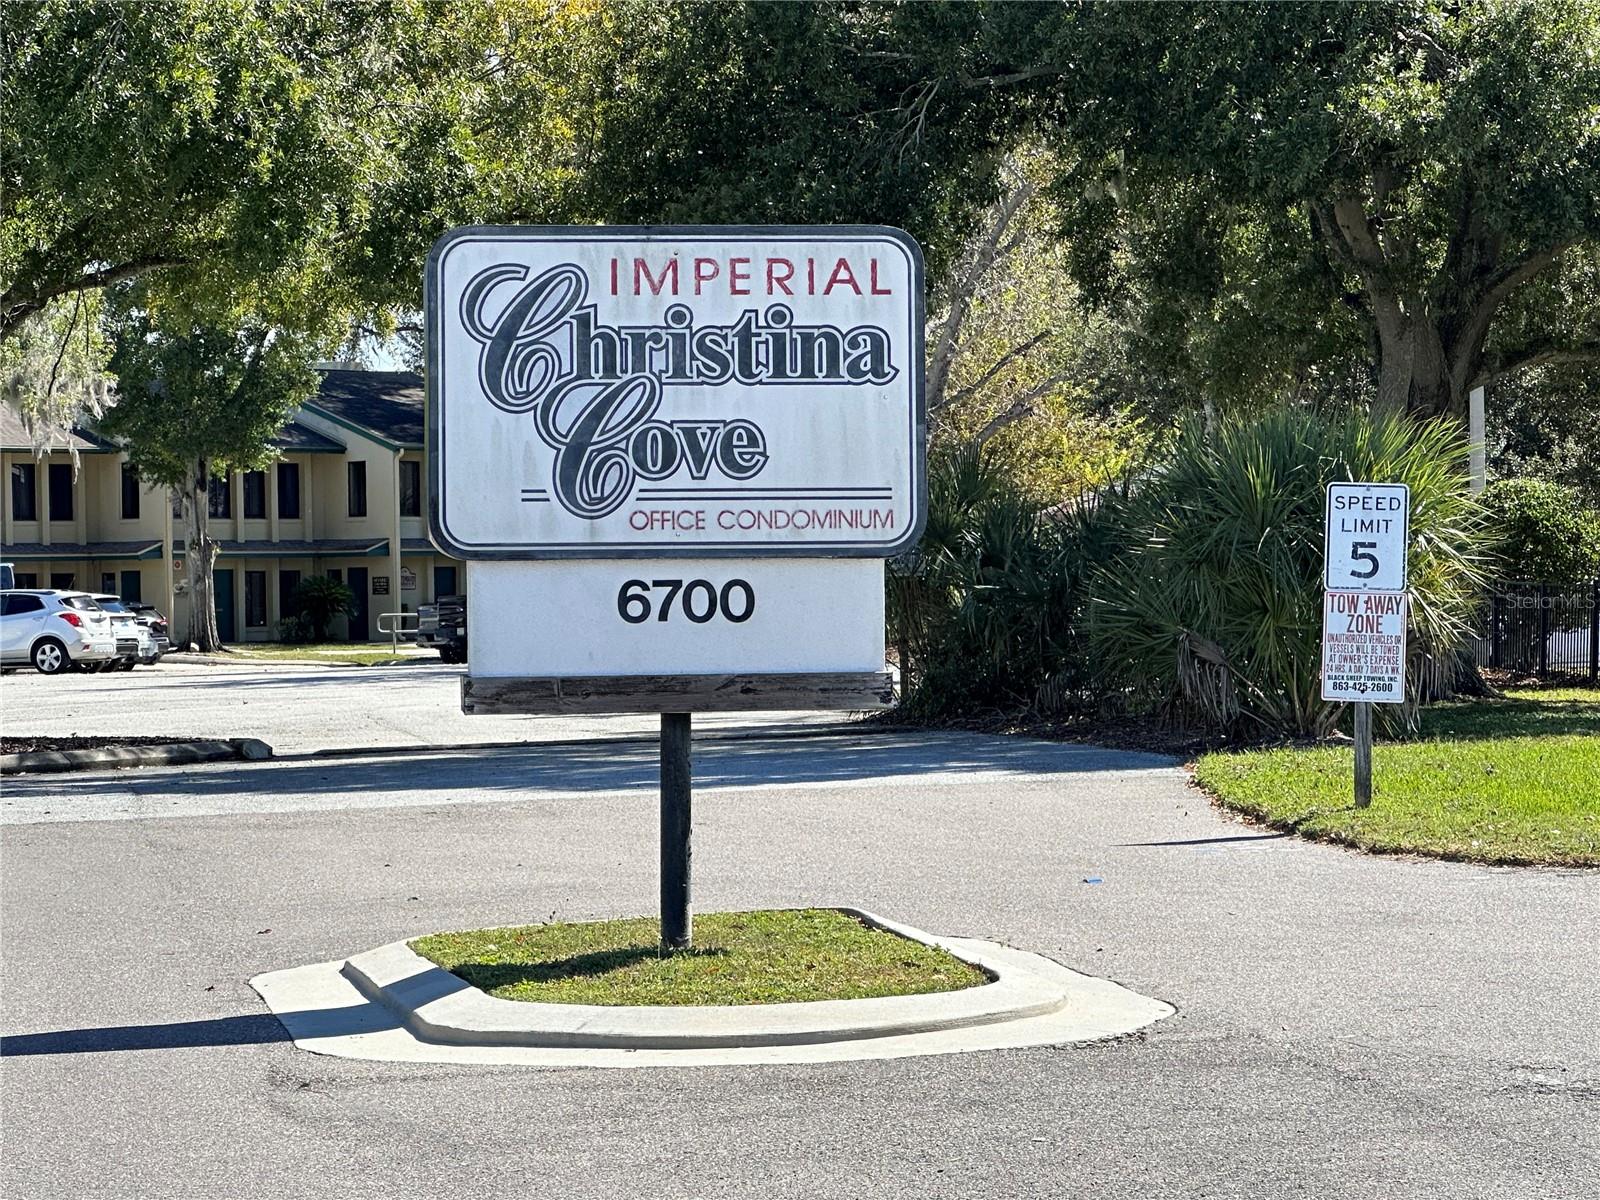 IMPERIAL
Christina
Cove
OFFICE CONDOMINIUM
6700
SPEED
LIMIT
5
TOW AWAY
ZONE
UNAUTHORIZED VEHICLES OR
VESSELS WILL BE TOWED
AT OWNER'S EXPENSE
24 HRS. A DAY 7 DAYS A WK.
BLACK SHEEP TOWING, INC.
863-425-2600
StellarMLS